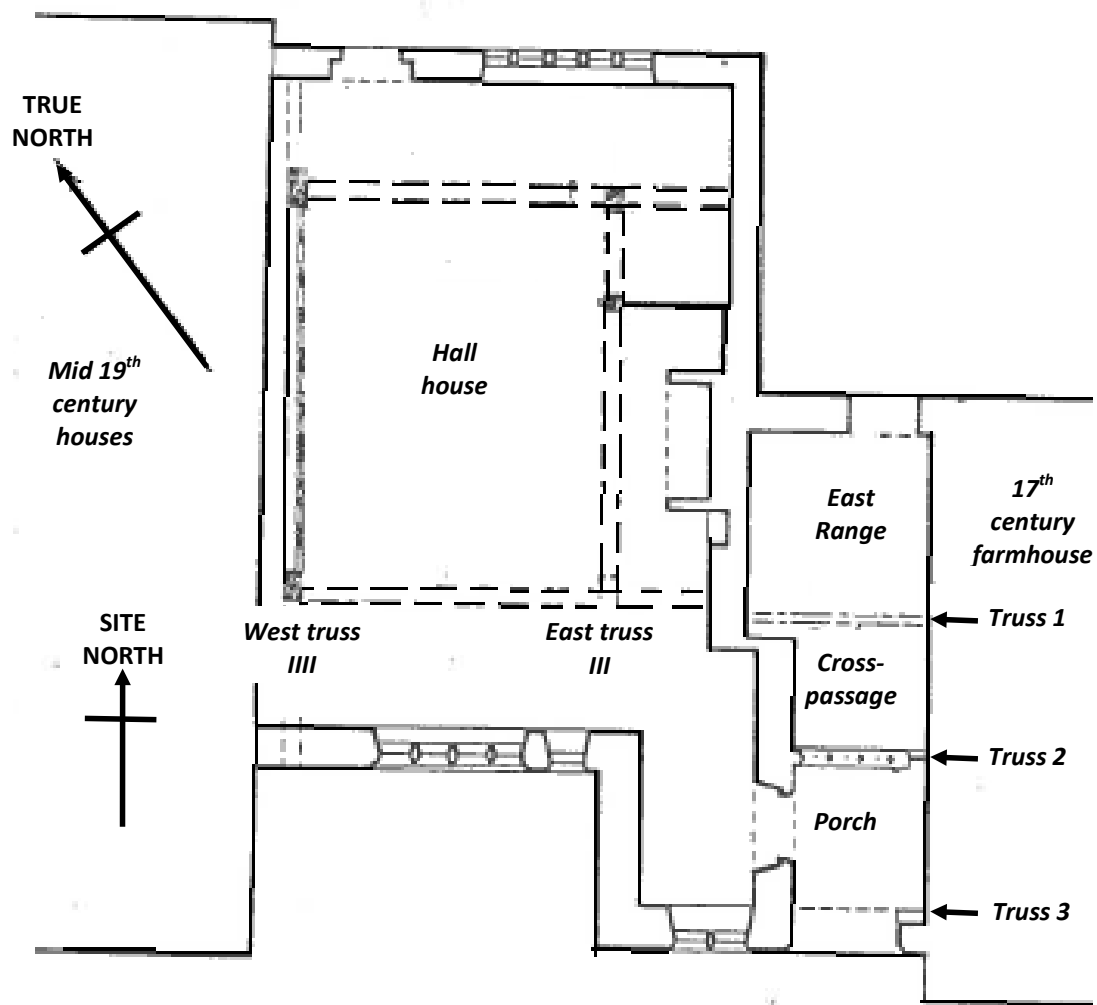 TRUE
NORTH
Mid 19th
century
houses
Hall
house
East
Range
17th
century
farmhouse
Truss 1
SITE
NORTH
West truss
IIII
East truss
III
Cross-
passage
Truss 2
Porch
Truss 3